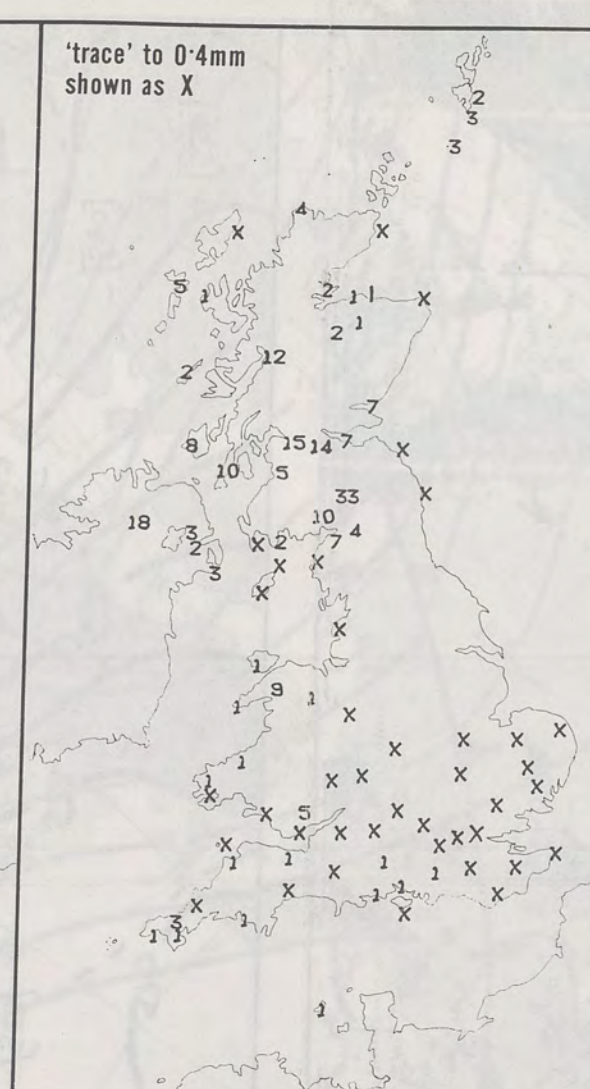 'trace' to 0·4mm
shown as X
2
3
3
4
X X
5 1 2 1 1 X
2 1
12
2
7
8 15 14 7 X
10 5
33 X
18 10
3 X 2 7 4
2
3 X X
X
X
1
9 1
1 X
X X X X
1 X
1 X X X X
X X 5 X X
X X X X X X
X X
1 1 X 1 1 X X
X 1 1 X
X X
3 1
1 1
1